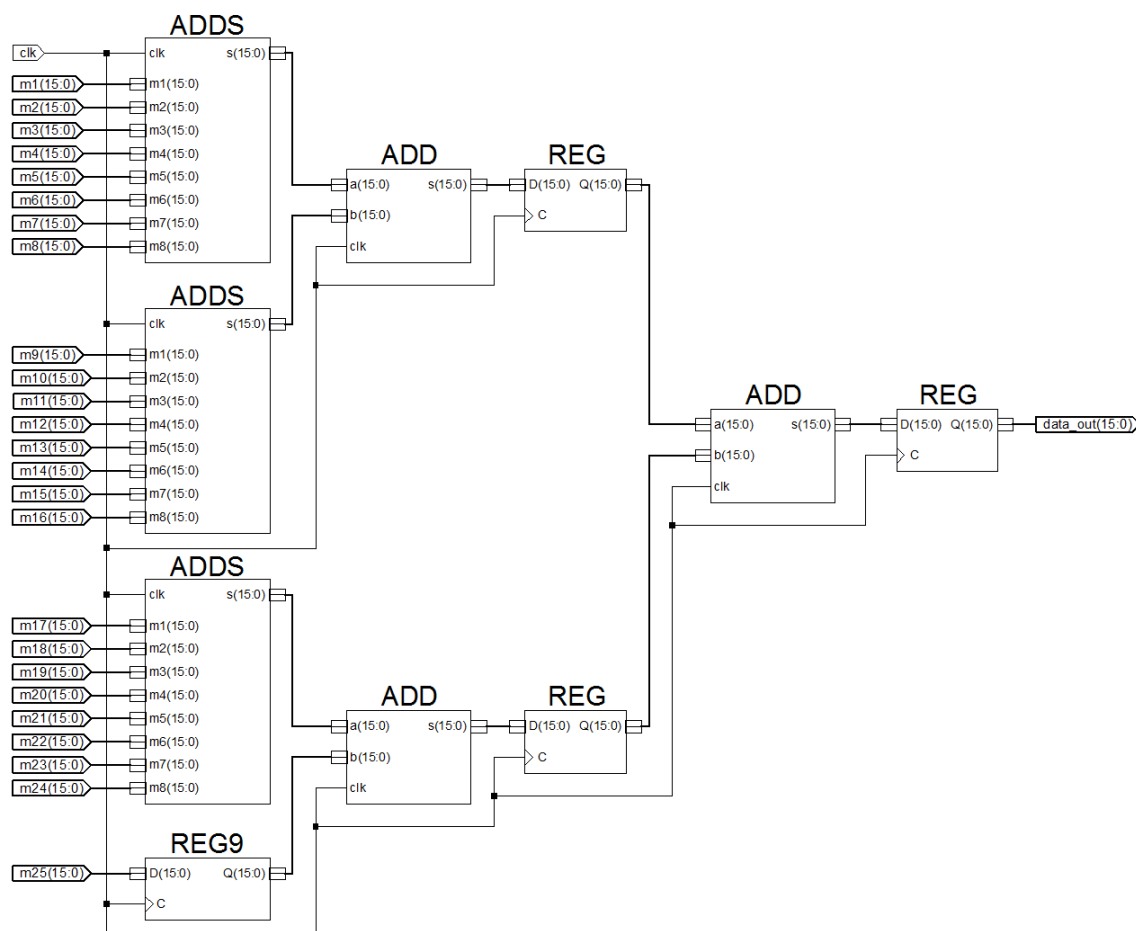 ADDS
clk
clk s(15:0)
m1(15:0) m1(15:0)
m2(15:0) m2(15:0)
m3(15:0) m3(15:0)
m4(15:0) m4(15:0)
m5(15:0) m5(15:0)
m6(15:0) m6(15:0)
m7(15:0) m7(15:0)
m8(15:0) m8(15:0)
ADD
a(15:0) s(15:0)
b(15:0)
clk
REG
D(15:0) Q(15:0)
C
ADDS
clk s(15:0)
m9(15:0) m1(15:0)
m10(15:0) m2(15:0)
m11(15:0) m3(15:0)
m12(15:0) m4(15:0)
m13(15:0) m5(15:0)
m14(15:0) m6(15:0)
m15(15:0) m7(15:0)
m16(15:0) m8(15:0)
ADD
a(15:0) s(15:0)
b(15:0)
clk
REG
D(15:0) Q(15:0)
C
data_out(15:0)
ADDS
clk s(15:0)
m17(15:0) m1(15:0)
m18(15:0) m2(15:0)
m19(15:0) m3(15:0)
m20(15:0) m4(15:0)
m21(15:0) m5(15:0)
m22(15:0) m6(15:0)
m23(15:0) m7(15:0)
m24(15:0) m8(15:0)
ADD
a(15:0) s(15:0)
b(15:0)
clk
REG
D(15:0) Q(15:0)
C
REG9
m25(15:0) D(15:0) Q(15:0)
C